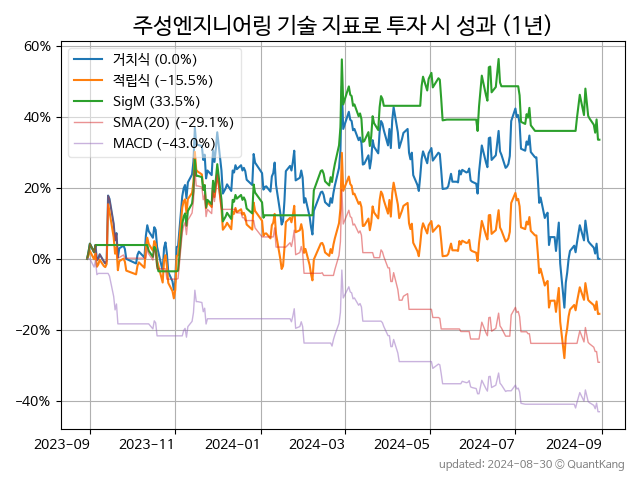 주성엔지니어링 기술 지표로 투자 시 성과 (1년)
60%
40%
20%
0%
−20%
−40%
거치식 (0.0%)
적립식 (−15.5%)
SigM (33.5%)
SMA(20) (−29.1%)
MACD (−43.0%)
2023-09
2023-11
2024-01
2024-03
2024-05
2024-07
2024-09
updated: 2024-08-30 © QuantKang